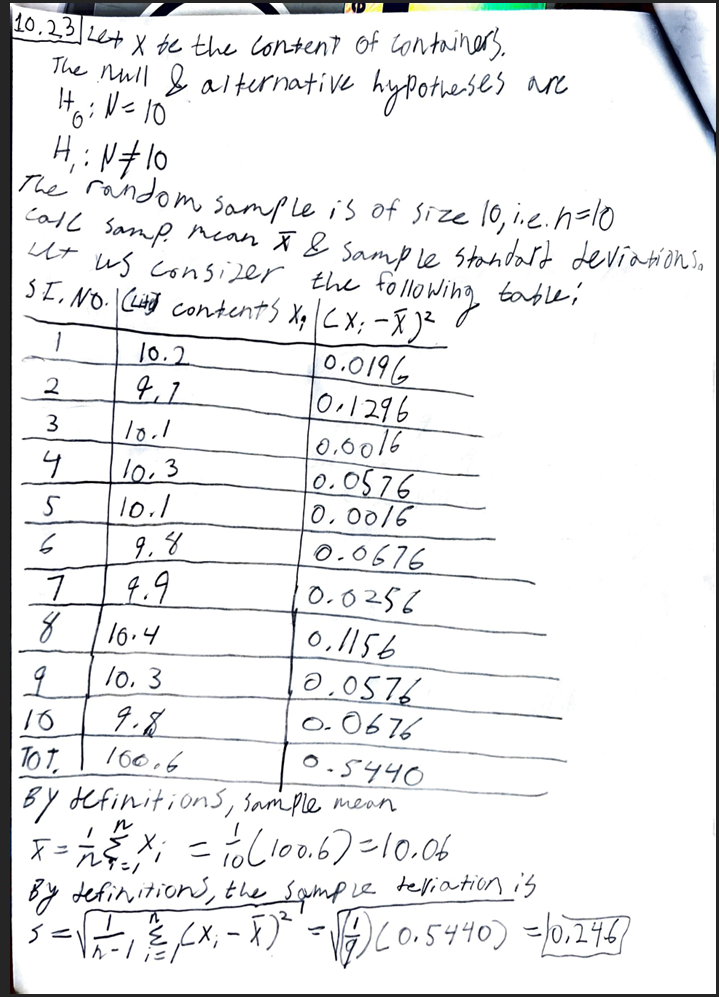 10.23 Let X be the content of containers.
The null & alternative hypotheses are
H₀: N=10
H₁: N≠10
The random sample is of size 10, i.e. n=10
calc samp. mean x̄ & sample standard deviations.
Let us consider the following table:
S.I. NO. contents Xᵢ (Xᵢ - X̄)²
1 10.2 0.0196
2 9.7 0.1296
3 10.1 0.0016
4 10.3 0.0576
5 10.1 0.0016
6 9.8 0.0676
7 9.9 0.0256
8 10.4 0.1156
9 10.3 0.0576
10 9.8 0.0676
TOT. 100.6 0.5440
By definitions, sample mean
x̄ = 1/n Σⁿᵢ₌₁ Xᵢ = 1/10 (100.6) = 10.06
By definitions, the sample deviation is
s = √(1/(n-1) Σⁿᵢ₌₁ (Xᵢ - X̄)²) = √((1/9)(0.5440)) = 0.246